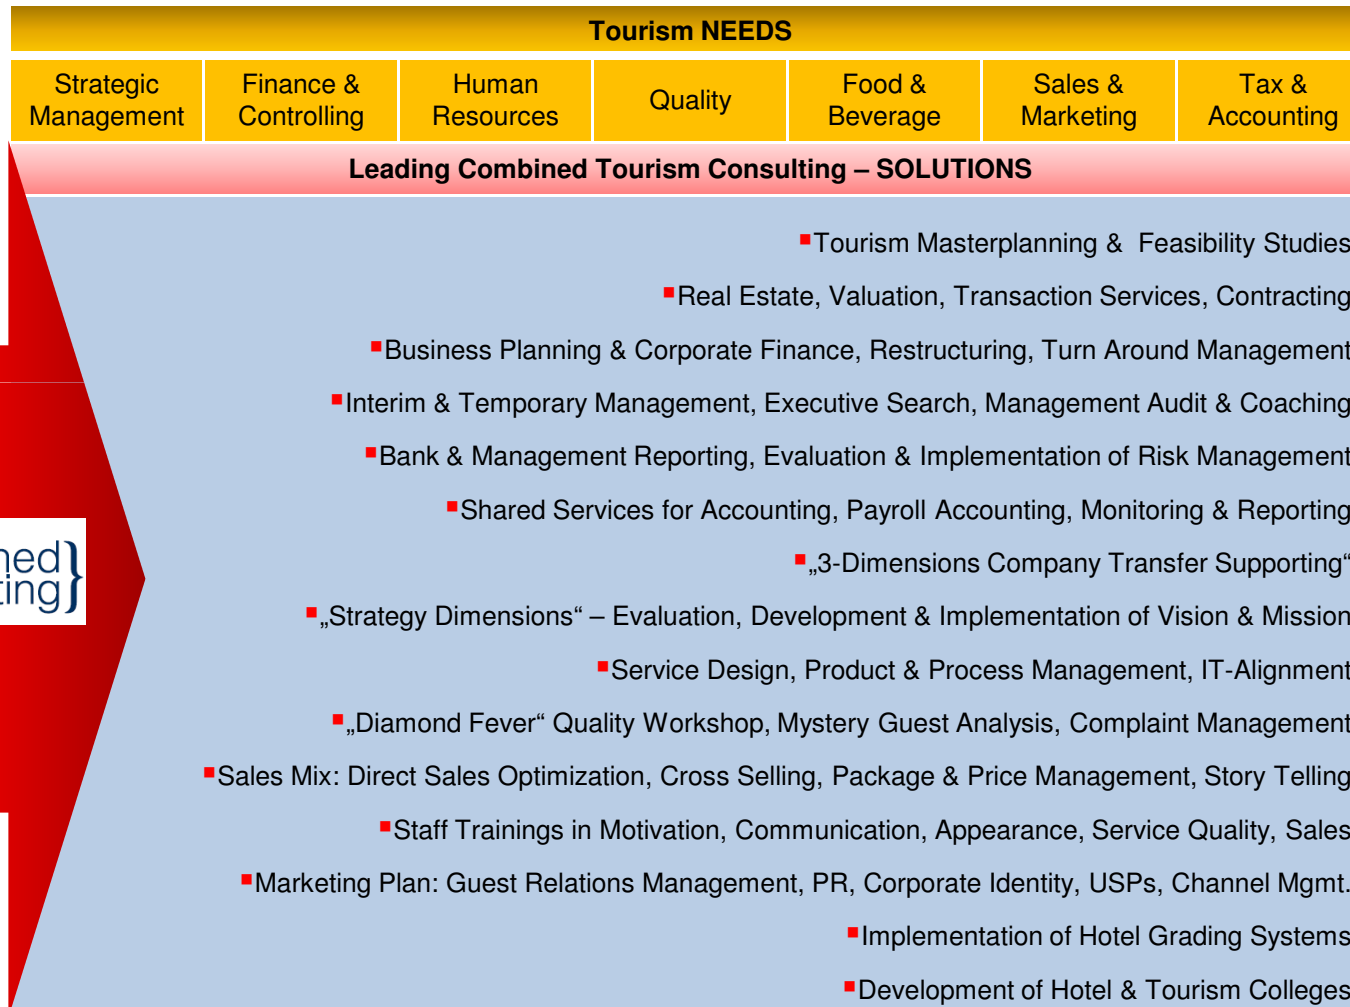 Tourism NEEDS
Strategic
Management
Finance &
Controlling
Human
Resources
Quality
Food &
Beverage
Sales &
Marketing
Tax &
Accounting
Leading Combined Tourism Consulting – SOLUTIONS
▪Tourism Masterplanning & Feasibility Studies
▪Real Estate, Valuation, Transaction Services, Contracting
▪Business Planning & Corporate Finance, Restructuring, Turn Around Management
▪Interim & Temporary Management, Executive Search, Management Audit & Coaching
▪Bank & Management Reporting, Evaluation & Implementation of Risk Management
▪Shared Services for Accounting, Payroll Accounting, Monitoring & Reporting
▪„3-Dimensions Company Transfer Supporting“
▪„Strategy Dimensions“ – Evaluation, Development & Implementation of Vision & Mission
▪Service Design, Product & Process Management, IT-Alignment
▪„Diamond Fever“ Quality Workshop, Mystery Guest Analysis, Complaint Management
▪Sales Mix: Direct Sales Optimization, Cross Selling, Package & Price Management, Story Telling
▪Staff Trainings in Motivation, Communication, Appearance, Service Quality, Sales
▪Marketing Plan: Guest Relations Management, PR, Corporate Identity, USPs, Channel Mgmt.
▪Implementation of Hotel Grading Systems
▪Development of Hotel & Tourism Colleges